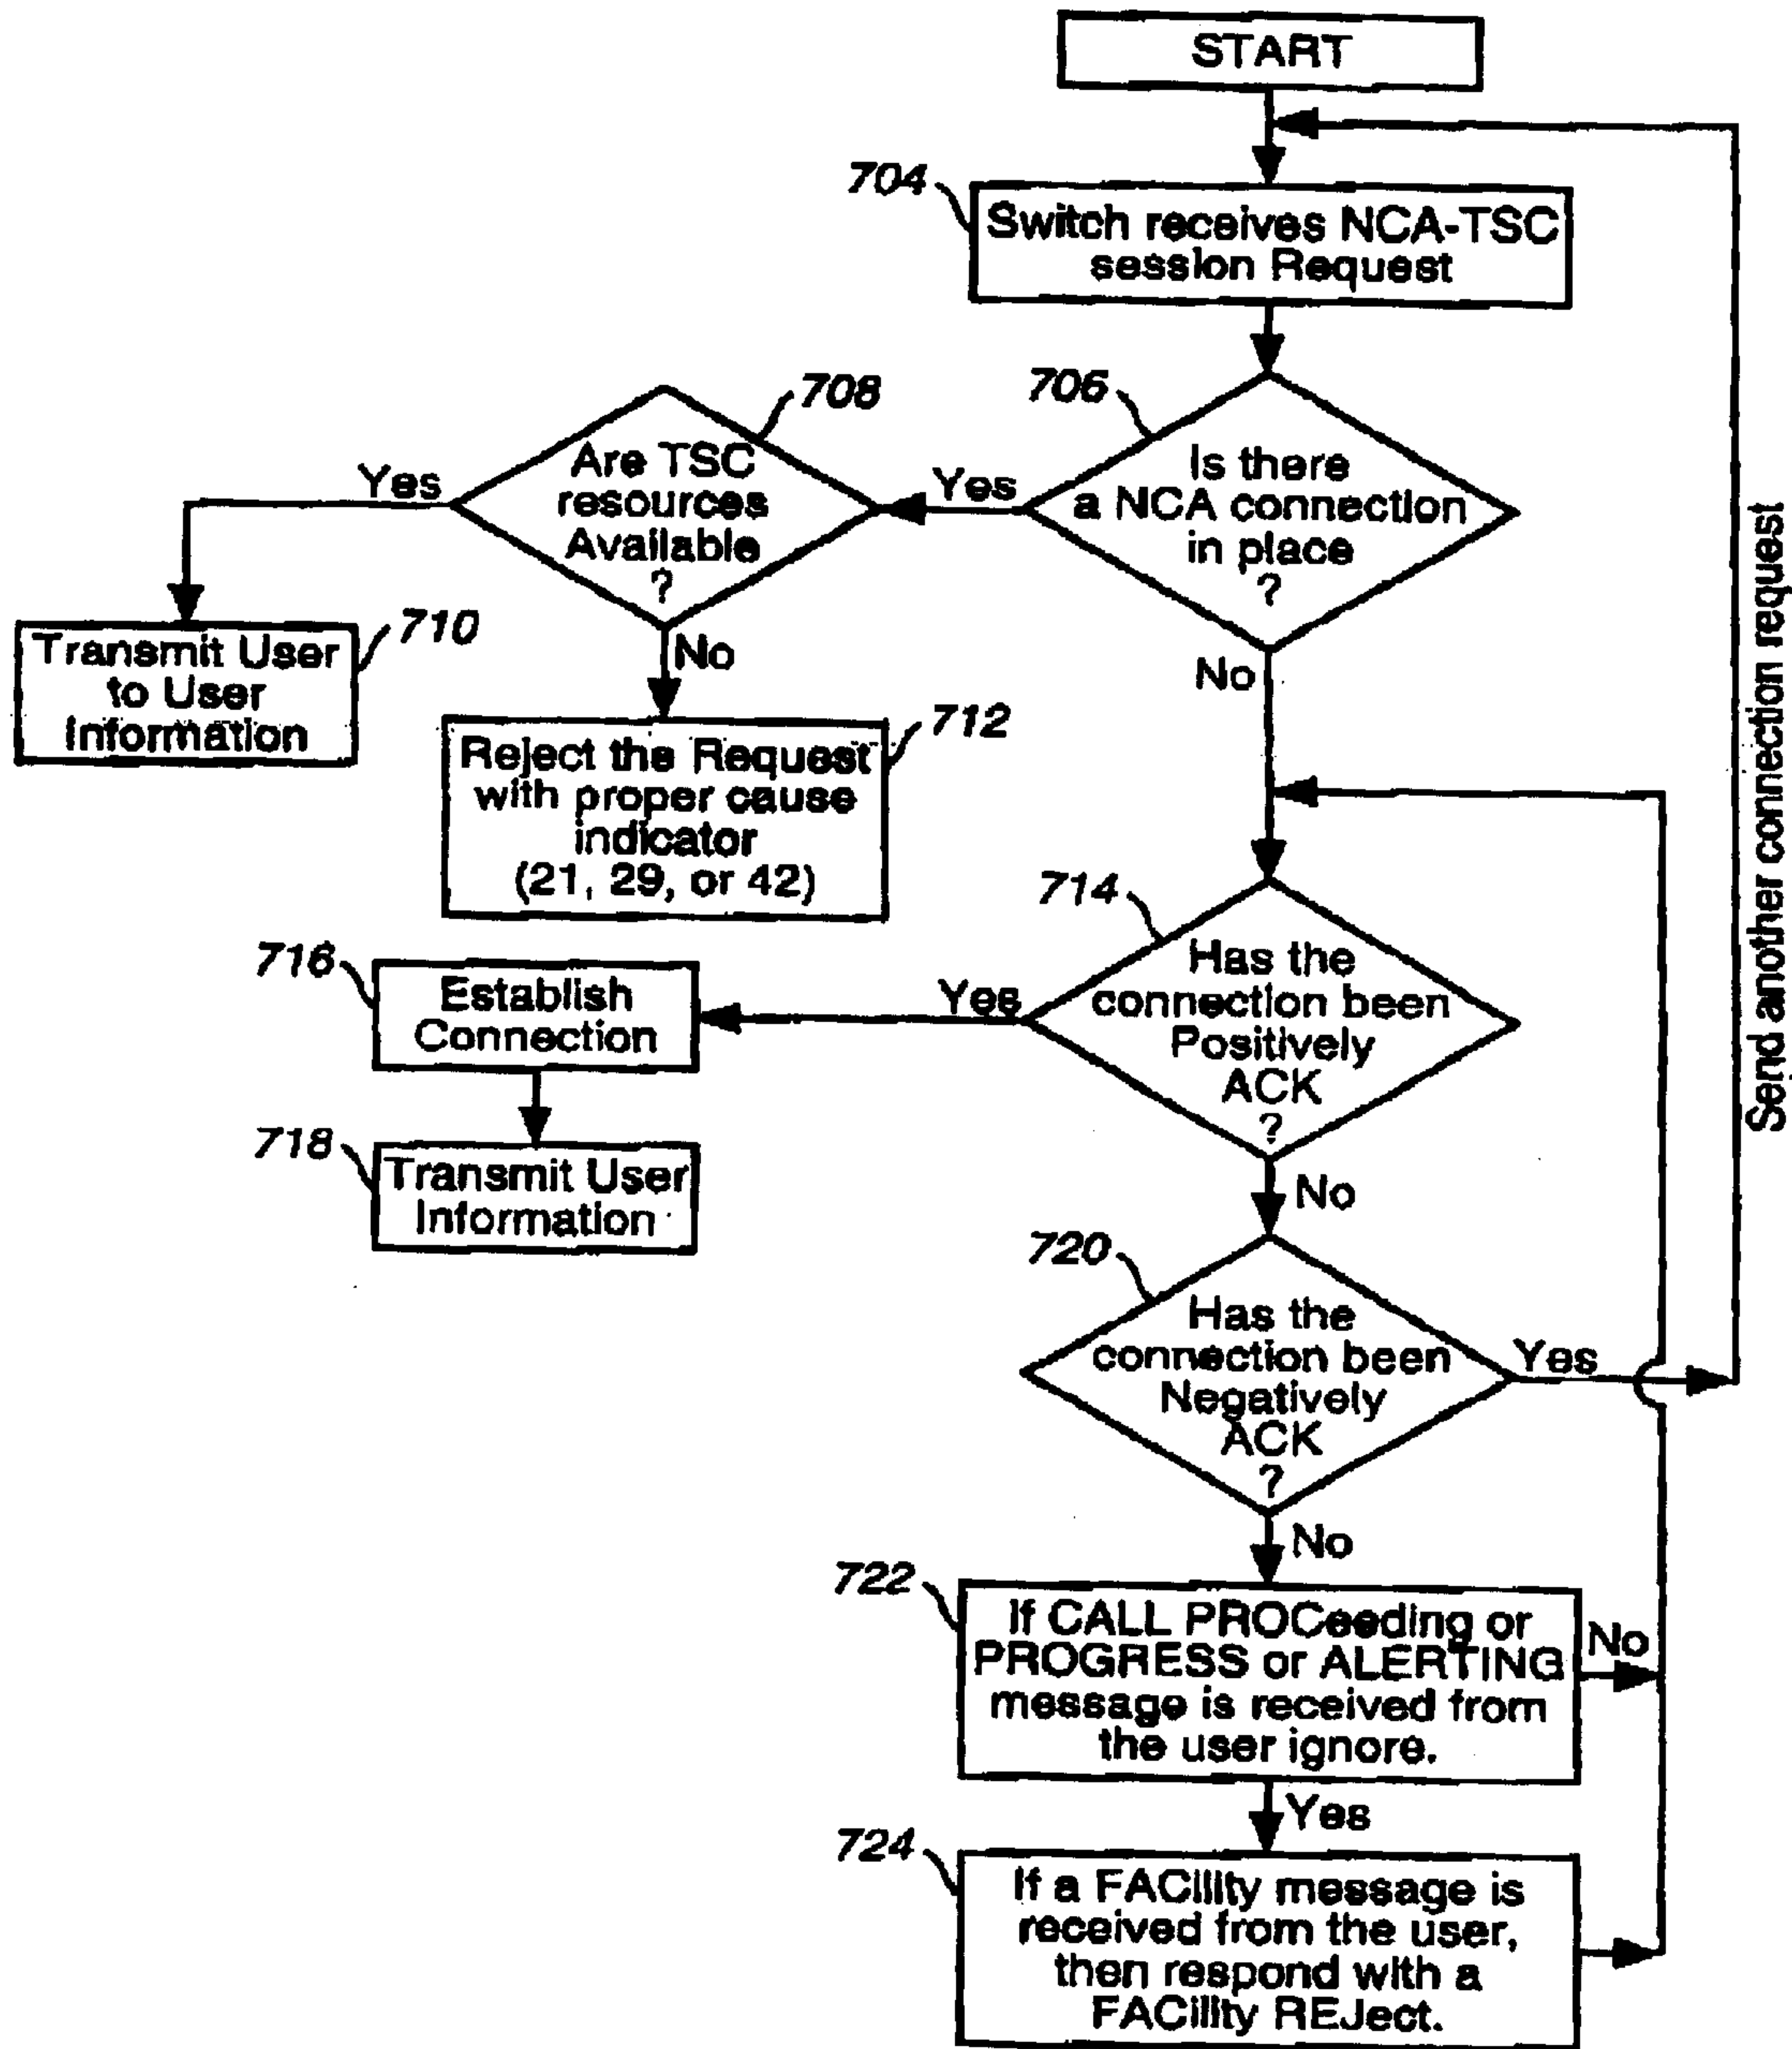 START
704
Switch receives NCA-TSC
session Request
706
Is there
a NCA connection
in place
?
Yes
No
708
Are TSC
resources
Available
?
Yes
No
710
Transmit User
to User
Information
712
Reject the Request
with proper cause
indicator
(21, 29, or 42)
714
Has the
connection been
Positively
ACK
?
Yes
No
716
Establish
Connection
718
Transmit User
Information
720
Has the
connection been
Negatively
ACK
?
Yes
No
Send another connection request
722
If CALL PROCeeding or
PROGRESS or ALERTING
message is received from
the user ignore.
No
Yes
724
If a FACility message is
received from the user,
then respond with a
FACility REJect.